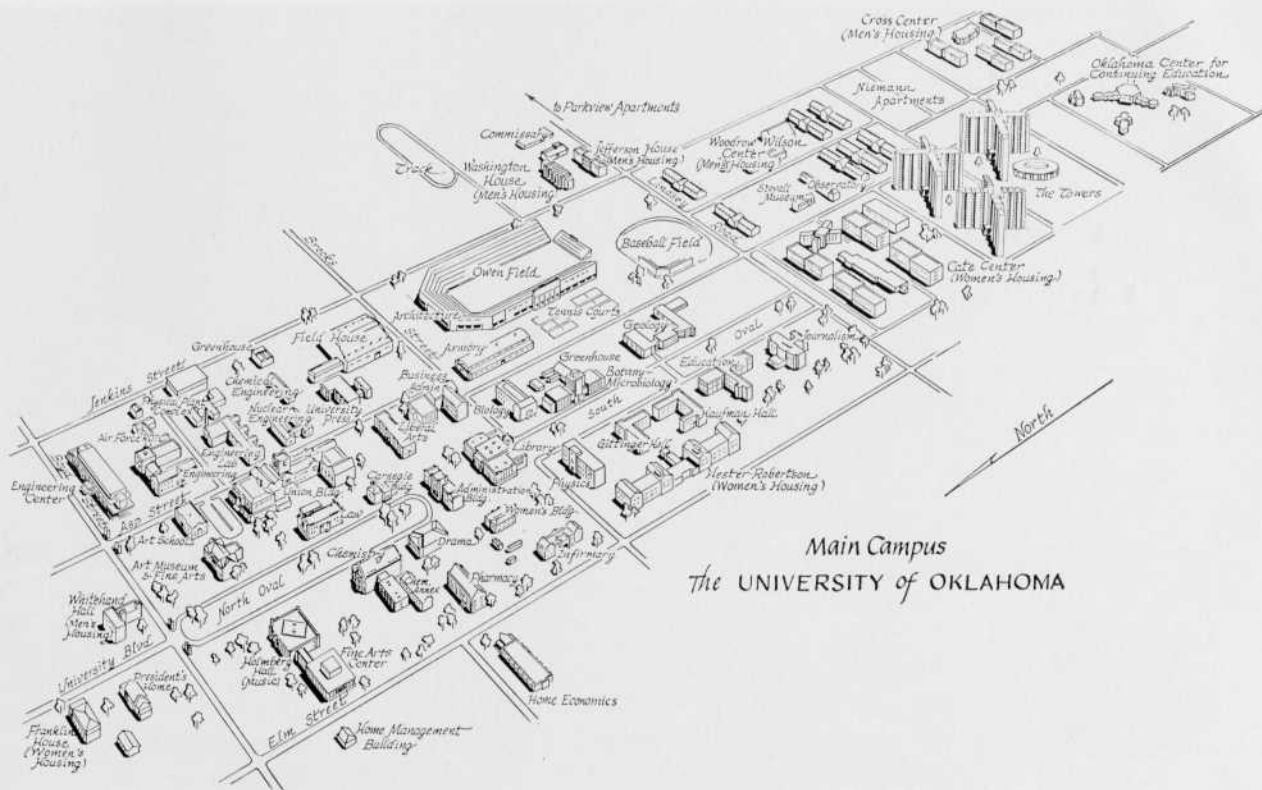 Cross Center
(Men's Housing)
Oklahoma Center for
Continuing Education
Niemann
Apartments
to Parkview Apartments
Commissary
Jefferson House
(Men's Housing)
Woodrow Wilson
Center
(Men's Housing)
Track
Washington
House
(Men's Housing)
Lindsey
Road
Stovall
Museum
Observatory
The Towers
Brooks
Street
Baseball Field
Owen Field
Cate Center
(Women's Housing)
Architecture
Tennis Courts
Geology
Oval
South
Journalism
Field House
Greenhouse
Armory
Greenhouse
Botany-
Microbiology
Education
Jenkins Street
Chemical
Engineering
Business
Admin.
Physical Plant
Nuclear
Engineering
University
Press
Biology
Kaufman Hall
Liberal
Arts
Air Force
Gittinger Hall
Engineering
Lab
Library
Engineering
Physics
Hester-Robertson
(Women's Housing)
Engineering
Center
Union Bldg.
Carnegie
Bldg.
Administration
Bldg.
Asp Street
Law
Women's Bldg.
North
Art School
Drama
Infirmary
Art Museum
& Fine Arts
Chemistry
Main Campus
The UNIVERSITY of OKLAHOMA
Chem.
Annex
Pharmacy
North Oval
Whitehand
Hall
(Men's
Housing)
University Blvd
Holmberg
Hall
(Music)
Fine Arts
Center
President's
Home
Home Economics
Elm Street
Franklin
House
(Women's
Housing)
Home Management
Building